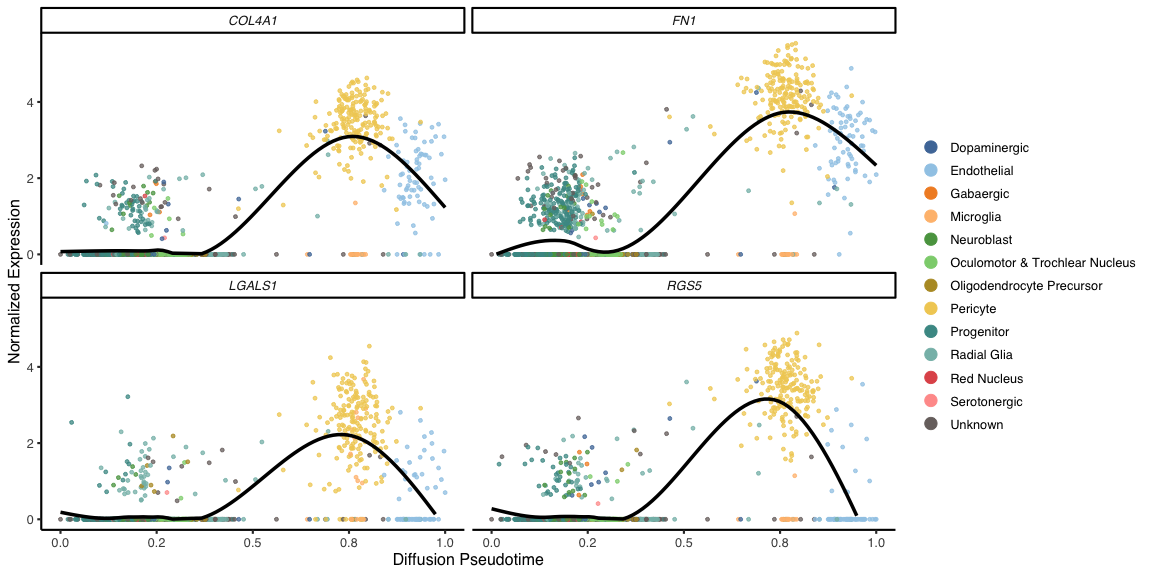 COL4A1
FN1
4
2
0
LGALS1
RGS5
4
2
0
0.0
0.2
0.5
0.8
1.0
0.0
0.2
0.5
0.8
1.0
Diffusion Pseudotime
Normalized Expression
Dopaminergic
Endothelial
Gabaergic
Microglia
Neuroblast
Oculomotor & Trochlear Nucleus
Oligodendrocyte Precursor
Pericyte
Progenitor
Radial Glia
Red Nucleus
Serotonergic
Unknown